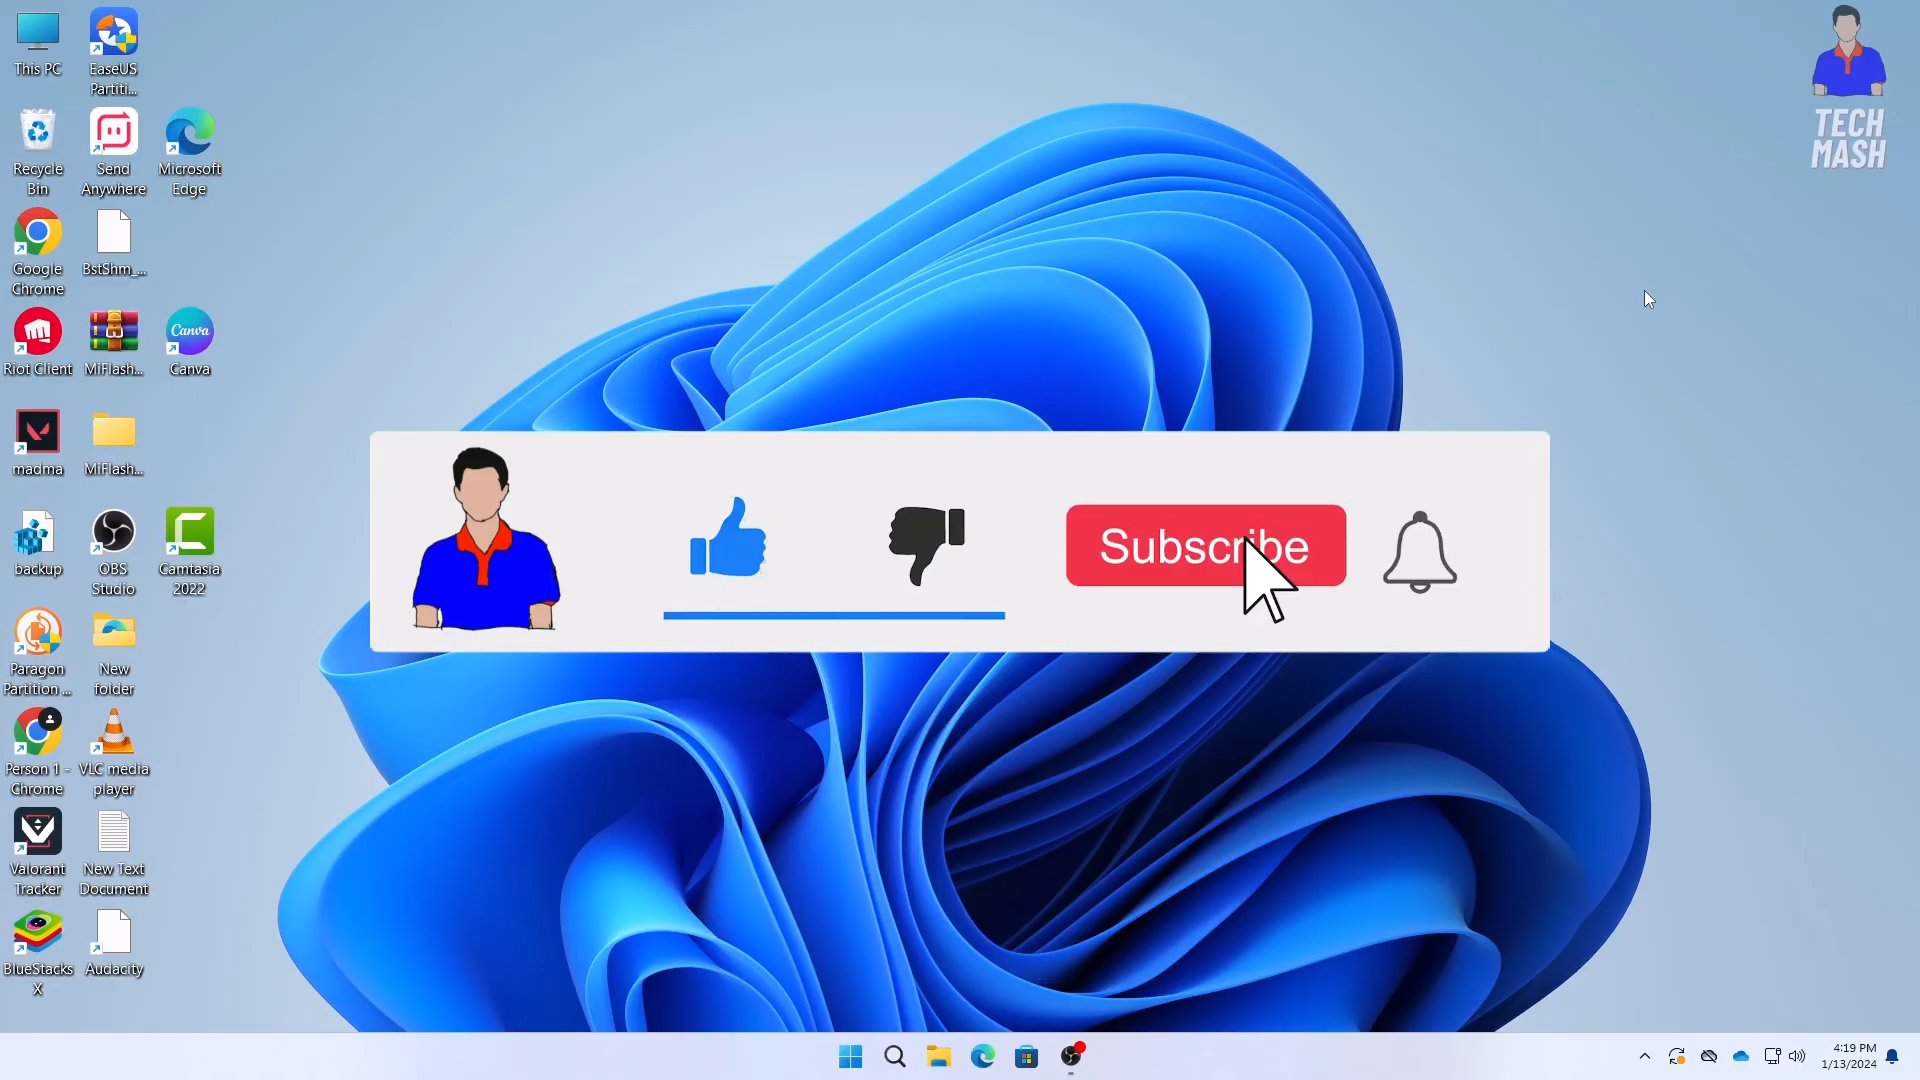 This PC
EaseUS
Partiti...
Recycle
Bin
Send
Anywhere
Microsoft
Edge
Google
Chrome
BstShm_...
Riot Client
MiFlash...
Canva
Canva
madma
MiFlash...
backup
OBS
Studio
Camtasia
2022
Paragon
Partition ...
New
folder
Person 1 -
Chrome
VLC media
player
Valorant
Tracker
New Text
Document
BlueStacks
X
Audacity
TECH
MASH
Subscribe
4:19 PM
1/13/2024